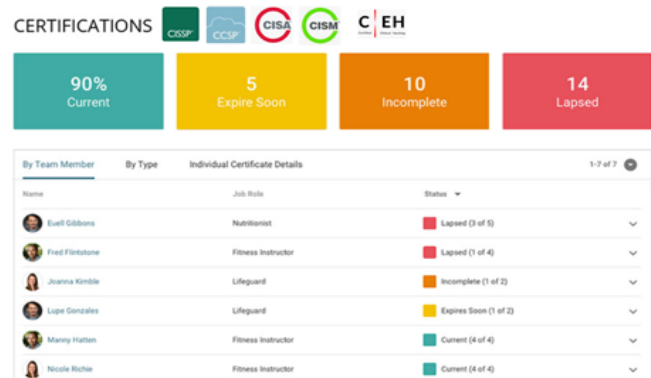 CERTIFICATIONS CISSP CCSP CISA CISM C EH
90% 5 10 14
Current Expire Soon Incomplete Lapsed
By Team Member By Type Individual Certificate Details 1-7 of 7
Name Job Role Status
Euell Gibbons Nutritionist Lapsed (3 of 5)
Fred Flintstone Fitness Instructor Lapsed (1 of 4)
Joanna Kimble Lifeguard Incomplete (1 of 2)
Lupe Gonzales Lifeguard Expires Soon (1 of 2)
Manny Hatten Fitness Instructor Current (4 of 4)
Nicole Richie Fitness Instructor Current (4 of 4)